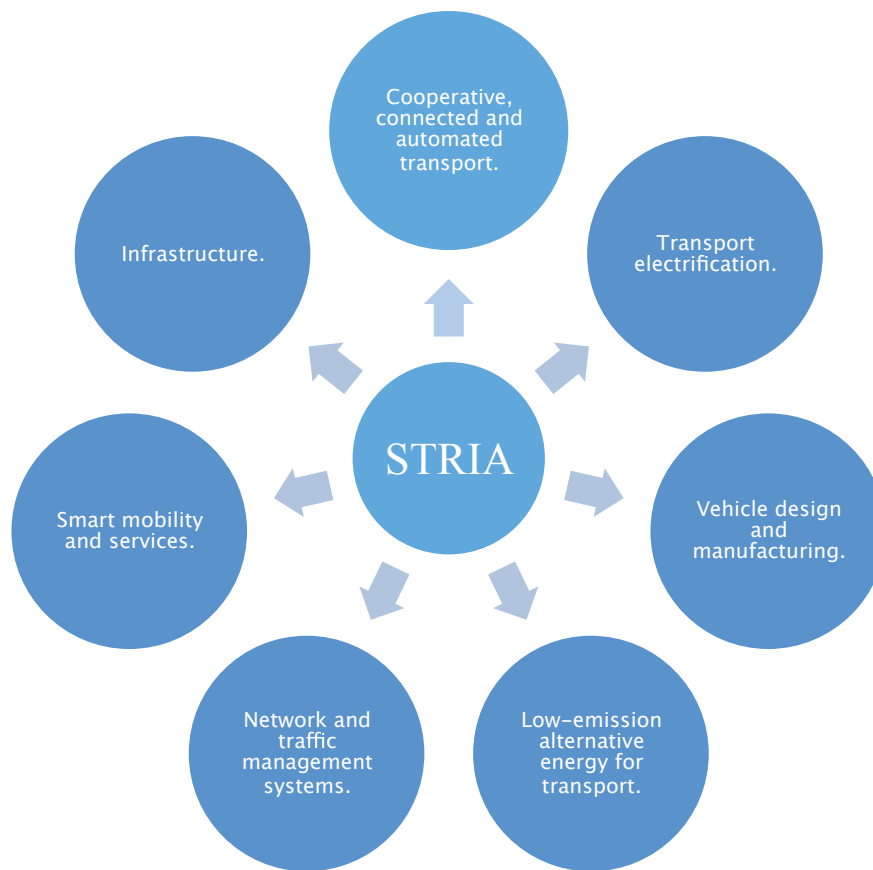 Cooperative,
connected and
automated
transport.
Transport
electrification.
Vehicle design
and
manufacturing.
Low-emission
alternative
energy for
transport.
Network and
traffic
management
systems.
Smart mobility
and services.
Infrastructure.
STRIA